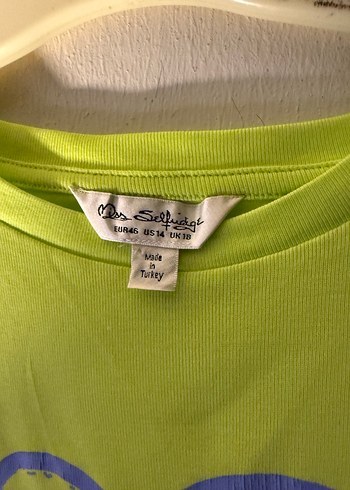 Miss Selfridge
EUR46 US14 UK18
Made
in
Turkey